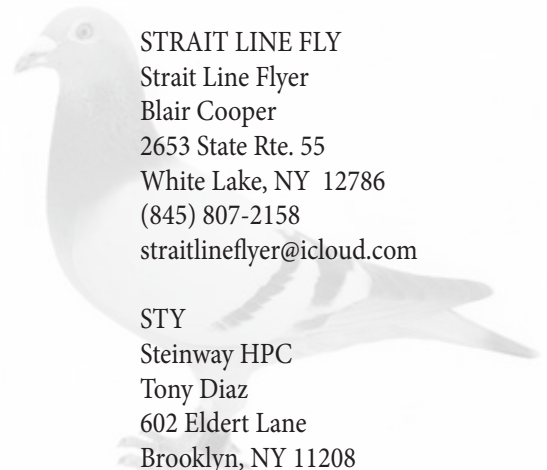 STRAIT LINE FLY
Strait Line Flyer
Blair Cooper
2653 State Rte. 55
White Lake, NY  12786
(845) 807-2158
straitlineflyer@icloud.com

STY
Steinway HPC
Tony Diaz
602 Eldert Lane
Brooklyn, NY 11208